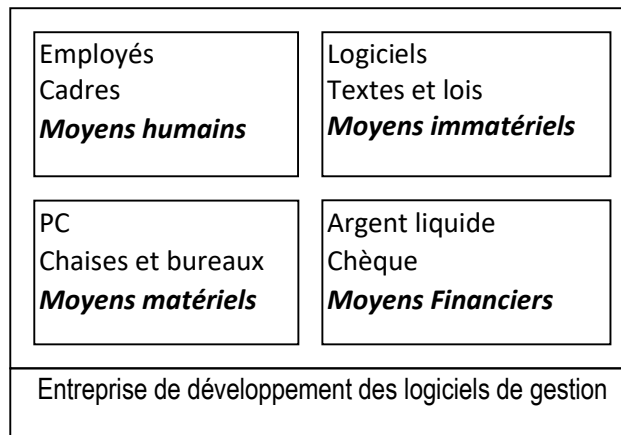 Employés
Cadres
Moyens humains
Logiciels
Textes et lois
Moyens immatériels
PC
Chaises et bureaux
Moyens matériels
Argent liquide
Chèque
Moyens Financiers
Entreprise de développement des logiciels de gestion